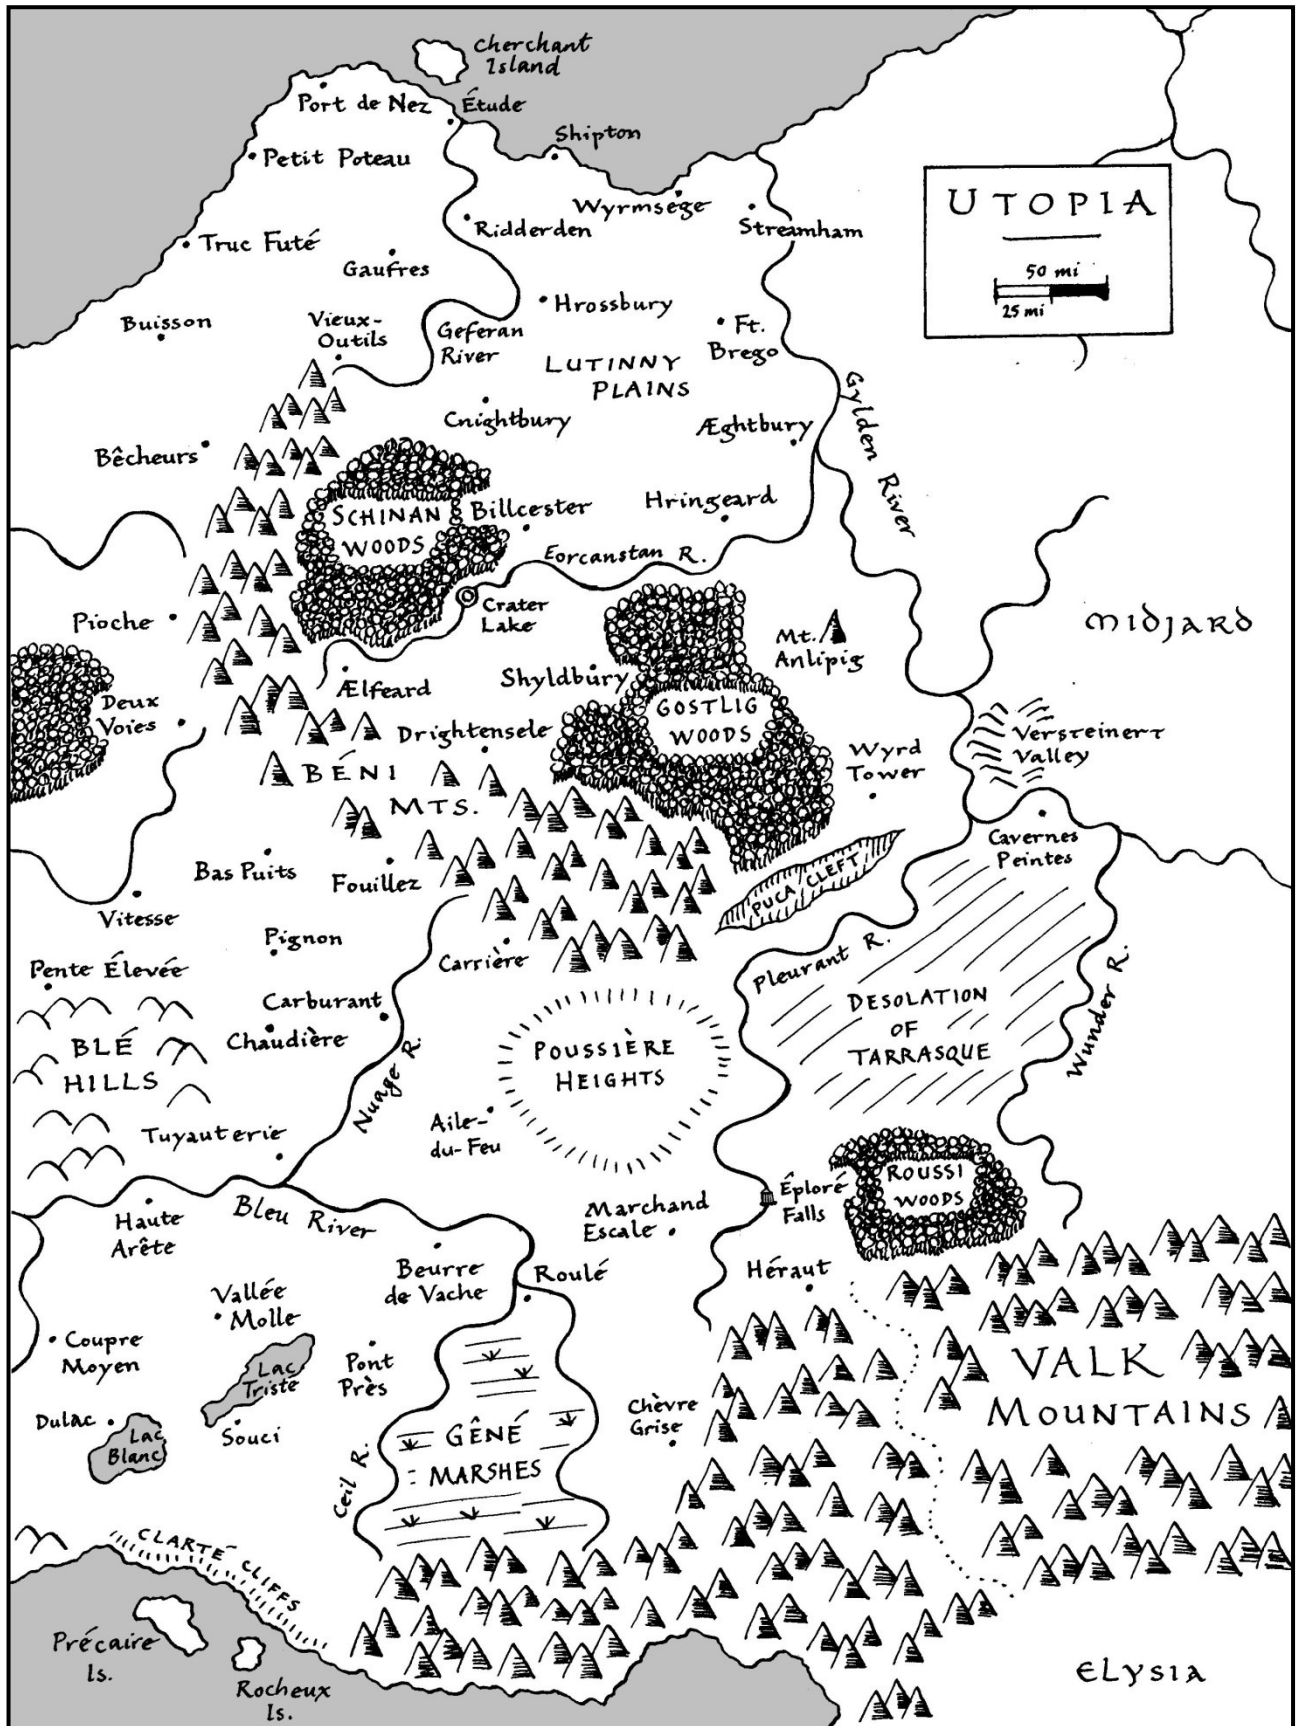 Cherchant
Island
Port de Nez
Étude
Shipton
Petit Poteau
UTOPIA
50 mi
25 mi
Wyrmsege
Ridderden
Streamham
Truc Futé
Gaufres
Hrossbury
Buisson
Vieux-
Outils
Geferan
River
Ft.
Brego
LUTINNY
PLAINS
Gylden River
Cnightbury
Æghtbury
Bêcheurs
SCHINAN
WOODS
Billcester
Hringeard
Eorcanstan R.
Crater
Lake
Pioche
Mt.
Anlipig
MIDJARD
Ælfeard
Shyldbury
Deux
Voies
GOSTLIG
WOODS
Drightensele
Versteinert
Valley
Wyrd
Tower
BÉNI
MTS.
Cavernes
Peintes
Bas Puits
Fouillez
PUCA CLEFT
Vitesse
Pignon
Carrière
Pleurant R.
Pente Élevée
Carburant
Chaudière
DESOLATION
OF
TARRASQUE
Wunder R.
BLÉ
HILLS
POUSSIÈRE
HEIGHTS
Nuage R.
Aile-
du-Feu
Tuyauterie
ROUSSI
WOODS
Haute
Arête
Bleu River
Marchand
Escale
Éploré
Falls
Beurre
de Vache
Roulé
Héraut
Vallée
Molle
Coupre
Moyen
Lac
Triste
Pont
Près
VALK
MOUNTAINS
Dulac
Lac
Blanc
Souci
Chèvre
Grise
GÊNÉ
MARSHES
Ceil R.
CLARTÉ CLIFFS
Précaire
Is.
Rocheux
Is.
ELYSIA